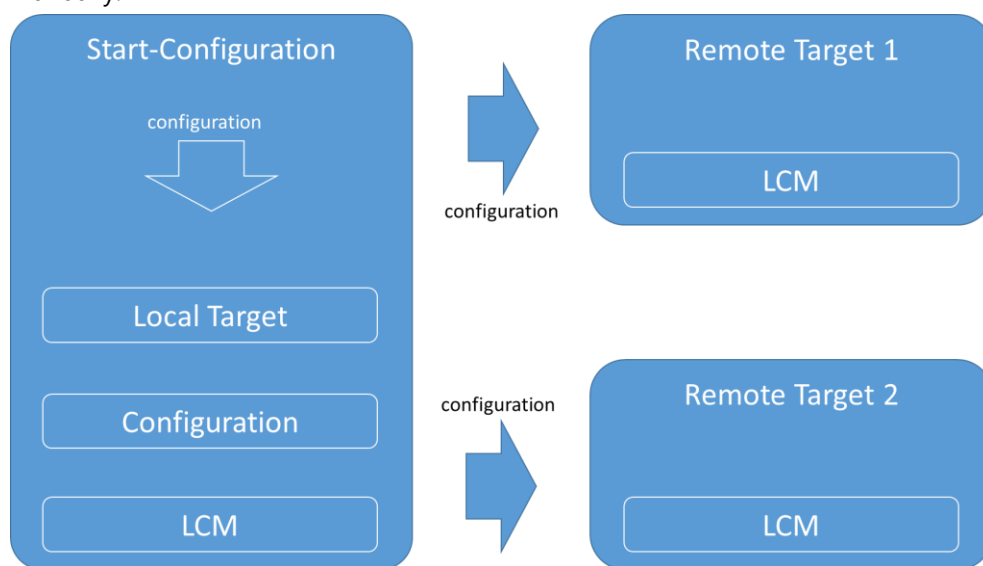 Start-Configuration
configuration
Local Target
Configuration
LCM
configuration
Remote Target 1
LCM
configuration
Remote Target 2
LCM